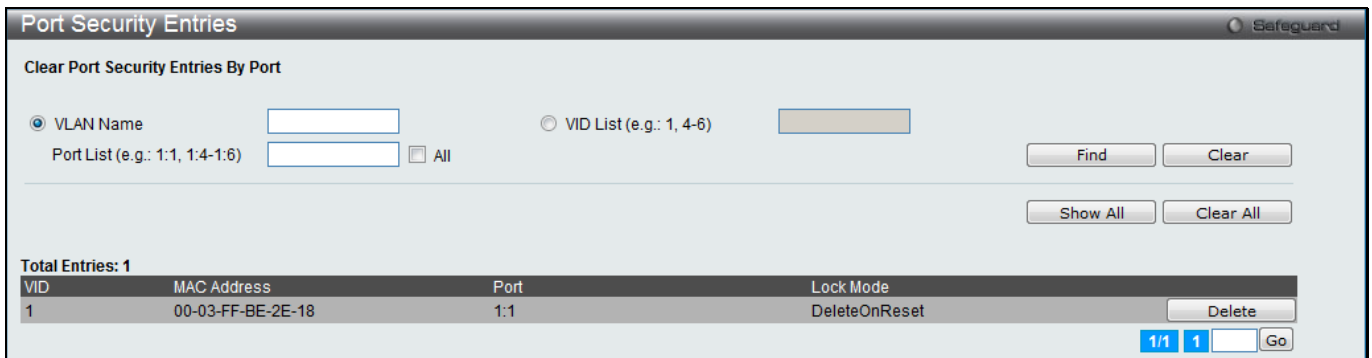 Port Security Entries Safeguard
Clear Port Security Entries By Port
VLAN Name VID List (e.g.: 1, 4-6)
Port List (e.g.: 1:1, 1:4-1:6) All Find Clear
Show All Clear All
Total Entries: 1
VID MAC Address Port Lock Mode
1 00-03-FF-BE-2E-18 1:1 DeleteOnReset Delete
1/1 1 Go